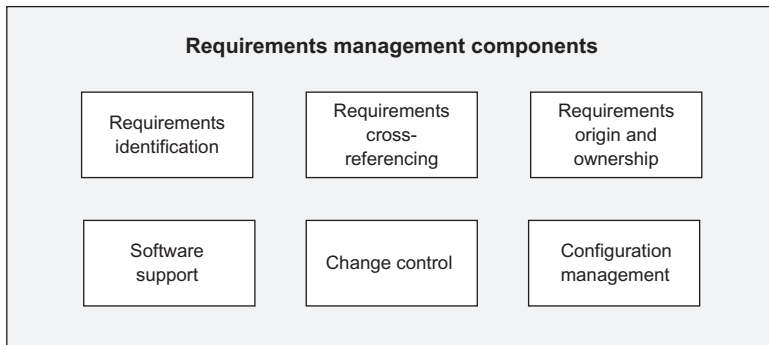 Requirements management components
Requirements
identification
Requirements
cross-
referencing
Requirements
origin and
ownership
Software
support
Change control
Configuration
management